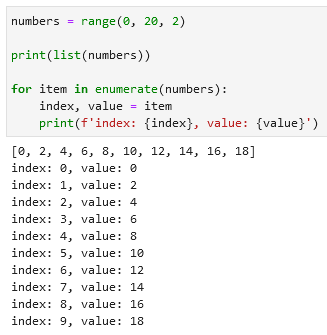 numbers = range(0, 20, 2)
print(list(numbers))
for item in enumerate(numbers):
    index, value = item
    print(f'index: {index}, value: {value}')
[0, 2, 4, 6, 8, 10, 12, 14, 16, 18]
index: 0, value: 0
index: 1, value: 2
index: 2, value: 4
index: 3, value: 6
index: 4, value: 8
index: 5, value: 10
index: 6, value: 12
index: 7, value: 14
index: 8, value: 16
index: 9, value: 18